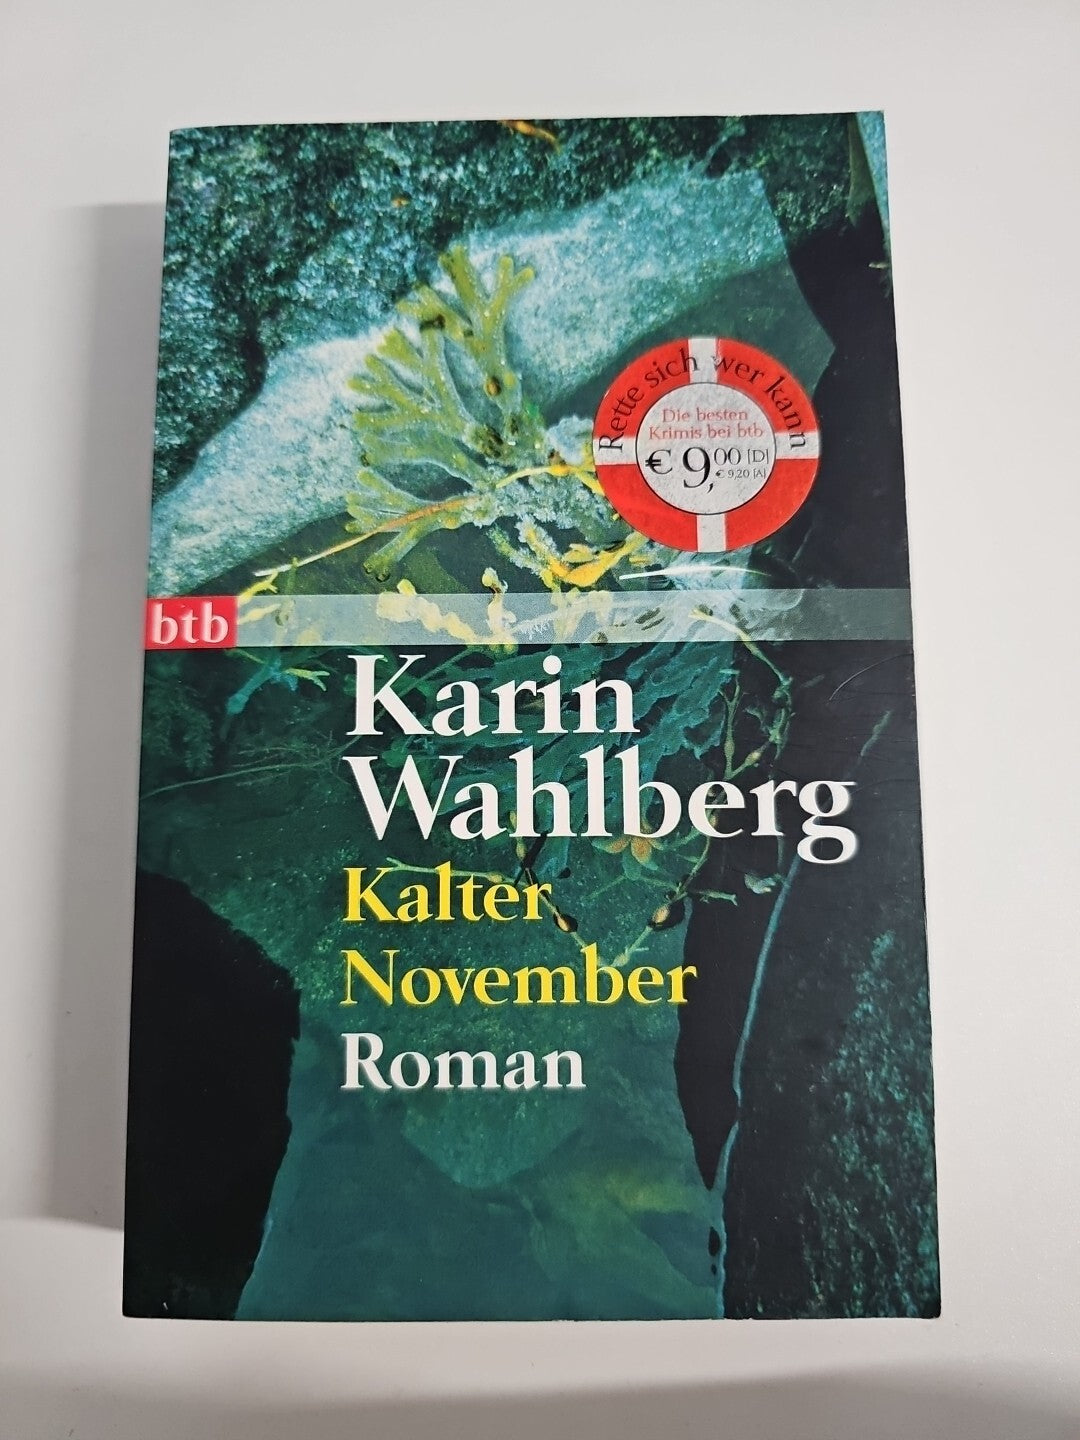 Rette sich wer kann
Die besten
Krimis bei btb
€ 9,00 [D]
€ 9,20 [A]
btb
Karin
Wahlberg
Kalter
November
Roman